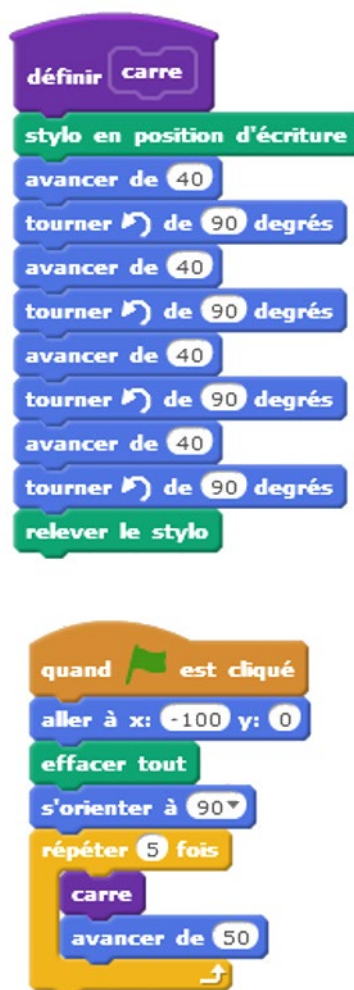 définir carre
stylo en position d'écriture
avancer de 40
tourner de 90 degrés
avancer de 40
tourner de 90 degrés
avancer de 40
tourner de 90 degrés
avancer de 40
tourner de 90 degrés
relever le stylo
quand est cliqué
aller à x: -100 y: 0
effacer tout
s'orienter à 90
répéter 5 fois
carre
avancer de 50